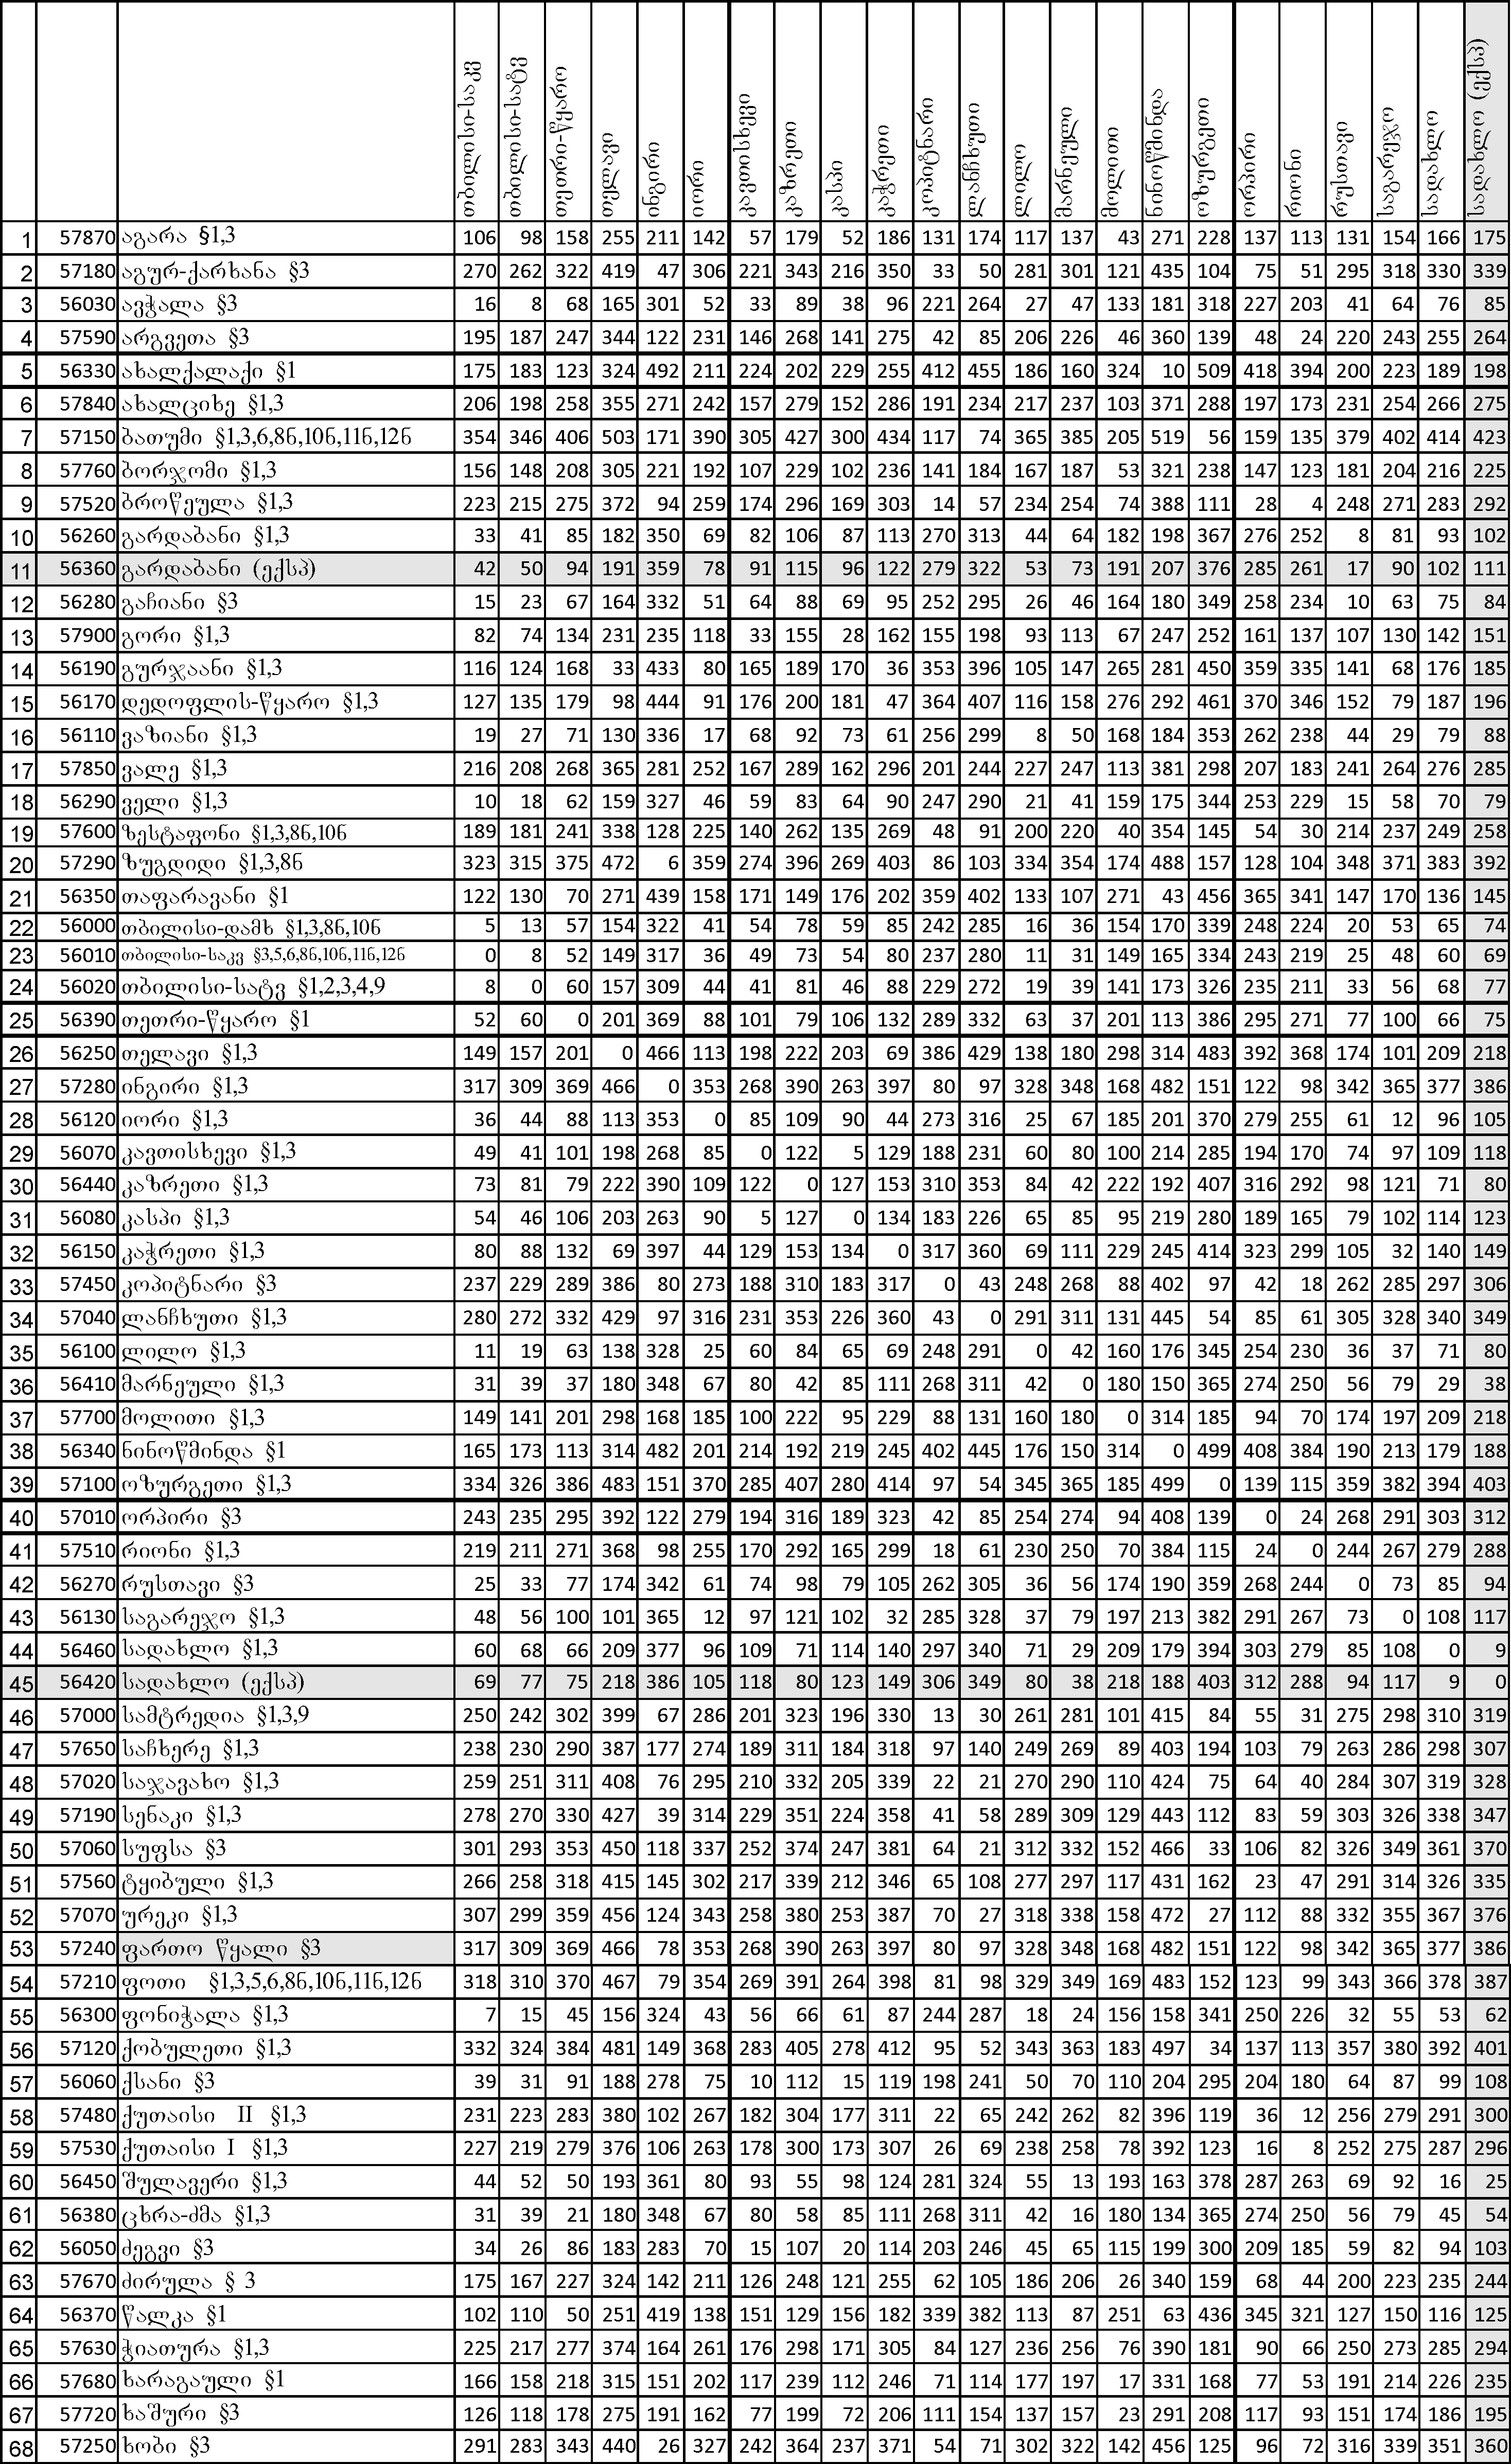 თბილისი-საკვ თბილისი-სატვ თეთრი-წყარო თელავი ინგირი იორი კავთისხევი კაზრეთი კასპი კაჭრეთი კოპიტნარი ლანჩხუთი ლილო მარნეული მოლითი ნინოწმინდა ოზურგეთი ორპირი რიონი რუსთავი საგარეჯო სადახლო სადახლო (ექსპ)
1 57870 აგარა §1,3 106 98 158 255 211 142 57 179 52 186 131 174 117 137 43 271 228 137 113 131 154 166 175
2 57180 აგურ-ქარხანა §3 270 262 322 419 47 306 221 343 216 350 33 50 281 301 121 435 104 75 51 295 318 330 339
3 56030 ავჭალა §3 16 8 68 165 301 52 33 89 38 96 221 264 27 47 133 181 318 227 203 41 64 76 85
4 57590 არგვეთა §3 195 187 247 344 122 231 146 268 141 275 42 85 206 226 46 360 139 48 24 220 243 255 264
5 56330 ახალქალაქი §1 175 183 123 324 492 211 224 202 229 255 412 455 186 160 324 10 509 418 394 200 223 189 198
6 57840 ახალციხე §1,3 206 198 258 355 271 242 157 279 152 286 191 234 217 237 103 371 288 197 173 231 254 266 275
7 57150 ბათუმი §1,3,6,8ნ,10ნ,11ნ,12ნ 354 346 406 503 171 390 305 427 300 434 117 74 365 385 205 519 56 159 135 379 402 414 423
8 57760 ბორჯომი §1,3 156 148 208 305 221 192 107 229 102 236 141 184 167 187 53 321 238 147 123 181 204 216 225
9 57520 ბროწეულა §1,3 223 215 275 372 94 259 174 296 169 303 14 57 234 254 74 388 111 28 4 248 271 283 292
10 56260 გარდაბანი §1,3 33 41 85 182 350 69 82 106 87 113 270 313 44 64 182 198 367 276 252 8 81 93 102
11 56360 გარდაბანი (ექსპ) 42 50 94 191 359 78 91 115 96 122 279 322 53 73 191 207 376 285 261 17 90 102 111
12 56280 გაჩიანი §3 15 23 67 164 332 51 64 88 69 95 252 295 26 46 164 180 349 258 234 10 63 75 84
13 57900 გორი §1,3 82 74 134 231 235 118 33 155 28 162 155 198 93 113 67 247 252 161 137 107 130 142 151
14 56190 გურჯაანი §1,3 116 124 168 33 433 80 165 189 170 36 353 396 105 147 265 281 450 359 335 141 68 176 185
15 56170 დედოფლის-წყარო §1,3 127 135 179 98 444 91 176 200 181 47 364 407 116 158 276 292 461 370 346 152 79 187 196
16 56110 ვაზიანი §1,3 19 27 71 130 336 17 68 92 73 61 256 299 8 50 168 184 353 262 238 44 29 79 88
17 57850 ვალე §1,3 216 208 268 365 281 252 167 289 162 296 201 244 227 247 113 381 298 207 183 241 264 276 285
18 56290 ველი §1,3 10 18 62 159 327 46 59 83 64 90 247 290 21 41 159 175 344 253 229 15 58 70 79
19 57600 ზესტაფონი §1,3,8ნ,10ნ 189 181 241 338 128 225 140 262 135 269 48 91 200 220 40 354 145 54 30 214 237 249 258
20 57290 ზუგდიდი §1,3,8ნ 323 315 375 472 6 359 274 396 269 403 86 103 334 354 174 488 157 128 104 348 371 383 392
21 56350 თაფარავანი §1 122 130 70 271 439 158 171 149 176 202 359 402 133 107 271 43 456 365 341 147 170 136 145
22 56000 თბილისი-დამხ §1,3,8ნ,10ნ 5 13 57 154 322 41 54 78 59 85 242 285 16 36 154 170 339 248 224 20 53 65 74
23 56010 თბილისი-საკვ §3,5,6,8ნ,10ნ,11ნ,12ნ 0 8 52 149 317 36 49 73 54 80 237 280 11 31 149 165 334 243 219 25 48 60 69
24 56020 თბილისი-სატვ §1,2,3,4,9 8 0 60 157 309 44 41 81 46 88 229 272 19 39 141 173 326 235 211 33 56 68 77
25 56390 თეთრი-წყარო §1 52 60 0 201 369 88 101 79 106 132 289 332 63 37 201 113 386 295 271 77 100 66 75
26 56250 თელავი §1,3 149 157 201 0 466 113 198 222 203 69 386 429 138 180 298 314 483 392 368 174 101 209 218
27 57280 ინგირი §1,3 317 309 369 466 0 353 268 390 263 397 80 97 328 348 168 482 151 122 98 342 365 377 386
28 56120 იორი §1,3 36 44 88 113 353 0 85 109 90 44 273 316 25 67 185 201 370 279 255 61 12 96 105
29 56070 კავთისხევი §1,3 49 41 101 198 268 85 0 122 5 129 188 231 60 80 100 214 285 194 170 74 97 109 118
30 56440 კაზრეთი §1,3 73 81 79 222 390 109 122 0 127 153 310 353 84 42 222 192 407 316 292 98 121 71 80
31 56080 კასპი §1,3 54 46 106 203 263 90 5 127 0 134 183 226 65 85 95 219 280 189 165 79 102 114 123
32 56150 კაჭრეთი §1,3 80 88 132 69 397 44 129 153 134 0 317 360 69 111 229 245 414 323 299 105 32 140 149
33 57450 კოპიტნარი §3 237 229 289 386 80 273 188 310 183 317 0 43 248 268 88 402 97 42 18 262 285 297 306
34 57040 ლანჩხუთი §1,3 280 272 332 429 97 316 231 353 226 360 43 0 291 311 131 445 54 85 61 305 328 340 349
35 56100 ლილო §1,3 11 19 63 138 328 25 60 84 65 69 248 291 0 42 160 176 345 254 230 36 37 71 80
36 56410 მარნეული §1,3 31 39 37 180 348 67 80 42 85 111 268 311 42 0 180 150 365 274 250 56 79 29 38
37 57700 მოლითი §1,3 149 141 201 298 168 185 100 222 95 229 88 131 160 180 0 314 185 94 70 174 197 209 218
38 56340 ნინოწმინდა §1 165 173 113 314 482 201 214 192 219 245 402 445 176 150 314 0 499 408 384 190 213 179 188
39 57100 ოზურგეთი §1,3 334 326 386 483 151 370 285 407 280 414 97 54 345 365 185 499 0 139 115 359 382 394 403
40 57010 ორპირი §3 243 235 295 392 122 279 194 316 189 323 42 85 254 274 94 408 139 0 24 268 291 303 312
41 57510 რიონი §1,3 219 211 271 368 98 255 170 292 165 299 18 61 230 250 70 384 115 24 0 244 267 279 288
42 56270 რუსთავი §3 25 33 77 174 342 61 74 98 79 105 262 305 36 56 174 190 359 268 244 0 73 85 94
43 56130 საგარეჯო §1,3 48 56 100 101 365 12 97 121 102 32 285 328 37 79 197 213 382 291 267 73 0 108 117
44 56460 სადახლო §1,3 60 68 66 209 377 96 109 71 114 140 297 340 71 29 209 179 394 303 279 85 108 0 9
45 56420 სადახლო (ექსპ) 69 77 75 218 386 105 118 80 123 149 306 349 80 38 218 188 403 312 288 94 117 9 0
46 57000 სამტრედია §1,3,9 250 242 302 399 67 286 201 323 196 330 13 30 261 281 101 415 84 55 31 275 298 310 319
47 57650 საჩხერე §1,3 238 230 290 387 177 274 189 311 184 318 97 140 249 269 89 403 194 103 79 263 286 298 307
48 57020 საჯავახო §1,3 259 251 311 408 76 295 210 332 205 339 22 21 270 290 110 424 75 64 40 284 307 319 328
49 57190 სენაკი §1,3 278 270 330 427 39 314 229 351 224 358 41 58 289 309 129 443 112 83 59 303 326 338 347
50 57060 სუფსა §3 301 293 353 450 118 337 252 374 247 381 64 21 312 332 152 466 33 106 82 326 349 361 370
51 57560 ტყიბული §1,3 266 258 318 415 145 302 217 339 212 346 65 108 277 297 117 431 162 23 47 291 314 326 335
52 57070 ურეკი §1,3 307 299 359 456 124 343 258 380 253 387 70 27 318 338 158 472 27 112 88 332 355 367 376
53 57240 ფართო წყალი §3 317 309 369 466 78 353 268 390 263 397 80 97 328 348 168 482 151 122 98 342 365 377 386
54 57210 ფოთი §1,3,5,6,8ნ,10ნ,11ნ,12ნ 318 310 370 467 79 354 269 391 264 398 81 98 329 349 169 483 152 123 99 343 366 378 387
55 56300 ფონიჭალა §1,3 7 15 45 156 324 43 56 66 61 87 244 287 18 24 156 158 341 250 226 32 55 53 62
56 57120 ქობულეთი §1,3 332 324 384 481 149 368 283 405 278 412 95 52 343 363 183 497 34 137 113 357 380 392 401
57 56060 ქსანი §3 39 31 91 188 278 75 10 112 15 119 198 241 50 70 110 204 295 204 180 64 87 99 108
58 57480 ქუთაისი II §1,3 231 223 283 380 102 267 182 304 177 311 22 65 242 262 82 396 119 36 12 256 279 291 300
59 57530 ქუთაისი I §1,3 227 219 279 376 106 263 178 300 173 307 26 69 238 258 78 392 123 16 8 252 275 287 296
60 56450 შულავერი §1,3 44 52 50 193 361 80 93 55 98 124 281 324 55 13 193 163 378 287 263 69 92 16 25
61 56380 ცხრა-ძმა §1,3 31 39 21 180 348 67 80 58 85 111 268 311 42 16 180 134 365 274 250 56 79 45 54
62 56050 ძეგვი §3 34 26 86 183 283 70 15 107 20 114 203 246 45 65 115 199 300 209 185 59 82 94 103
63 57670 ძირულა § 3 175 167 227 324 142 211 126 248 121 255 62 105 186 206 26 340 159 68 44 200 223 235 244
64 56370 წალკა §1 102 110 50 251 419 138 151 129 156 182 339 382 113 87 251 63 436 345 321 127 150 116 125
65 57630 ჭიათურა §1,3 225 217 277 374 164 261 176 298 171 305 84 127 236 256 76 390 181 90 66 250 273 285 294
66 57680 ხარაგაული §1 166 158 218 315 151 202 117 239 112 246 71 114 177 197 17 331 168 77 53 191 214 226 235
67 57720 ხაშური §3 126 118 178 275 191 162 77 199 72 206 111 154 137 157 23 291 208 117 93 151 174 186 195
68 57250 ხობი §3 291 283 343 440 26 327 242 364 237 371 54 71 302 322 142 456 125 96 72 316 339 351 360